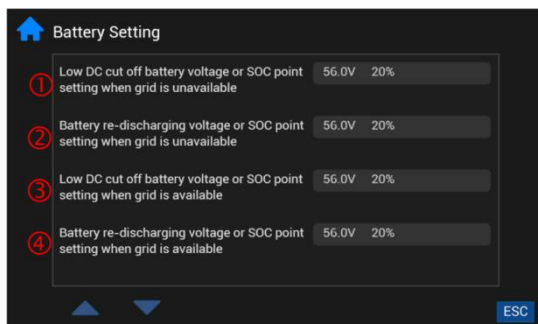 Battery Setting
① Low DC cut off battery voltage or SOC point 56.0V 20%
setting when grid is unavailable
② Battery re-discharging voltage or SOC point 56.0V 20%
setting when grid is unavailable
③ Low DC cut off battery voltage or SOC point 56.0V 20%
setting when grid is available
④ Battery re-discharging voltage or SOC point 56.0V 20%
setting when grid is available
ESC